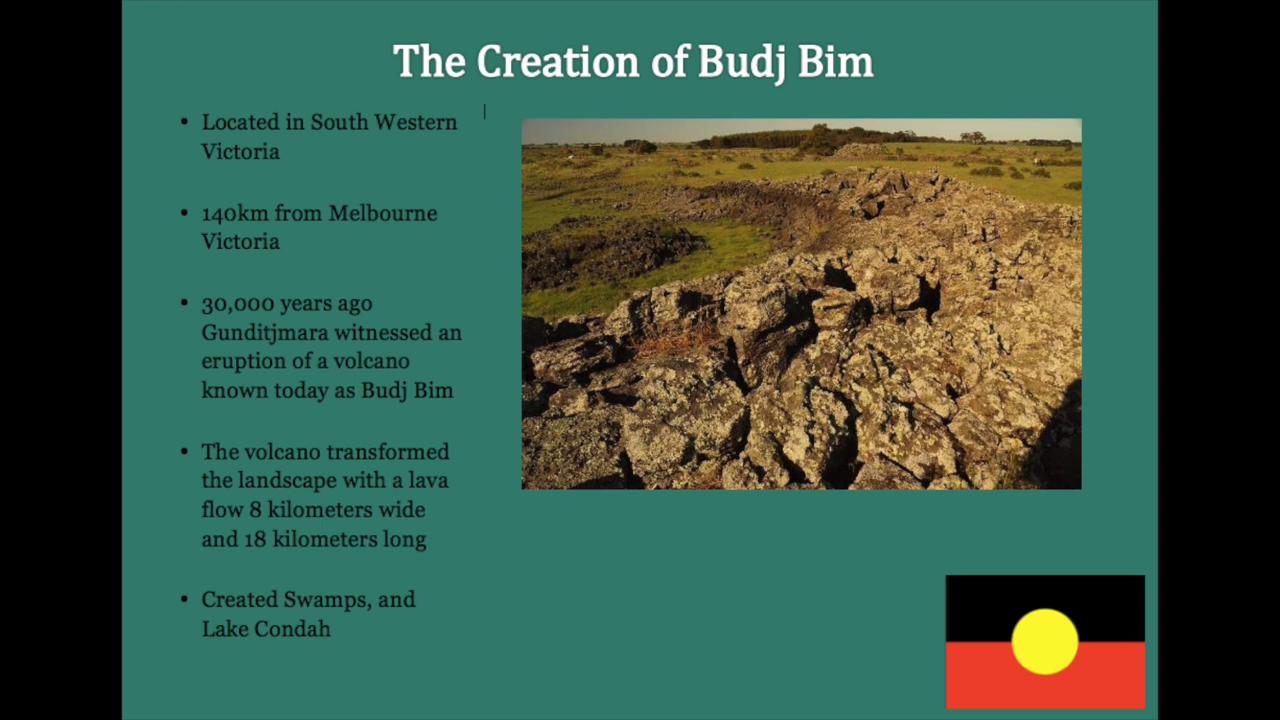 The Creation of Budj Bim
• Located in South Western
Victoria
• 140km from Melbourne
Victoria
• 30,000 years ago
Gunditjmara witnessed an
eruption of a volcano
known today as Budj Bim
• The volcano transformed
the landscape with a lava
flow 8 kilometers wide
and 18 kilometers long
• Created Swamps, and
Lake Condah